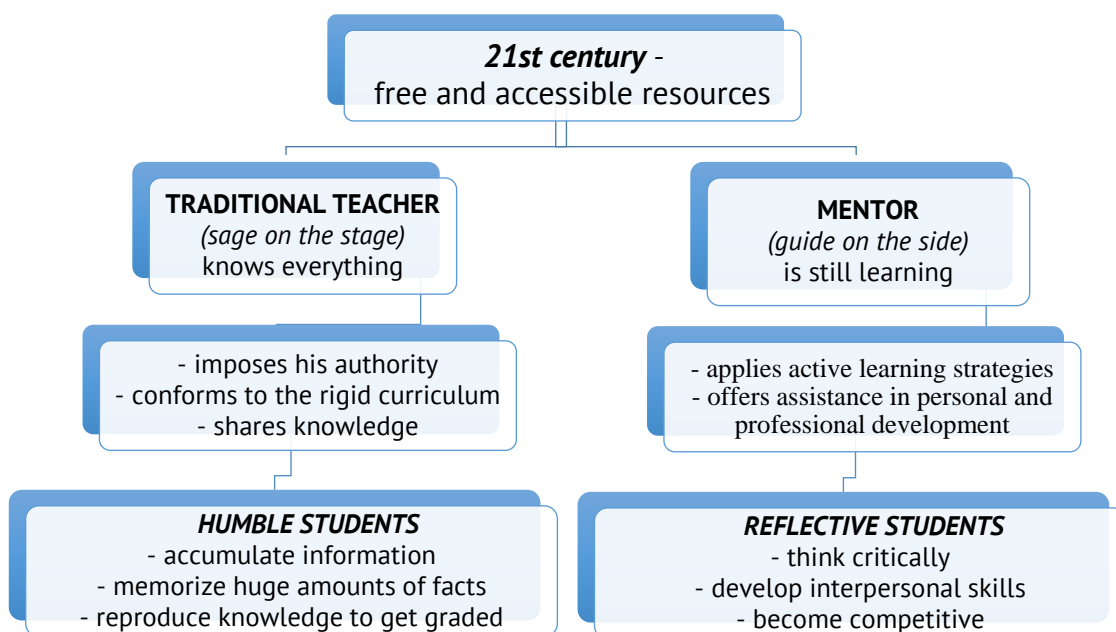 21st century -
free and accessible resources
TRADITIONAL TEACHER
(sage on the stage)
knows everything
- imposes his authority
- conforms to the rigid curriculum
- shares knowledge
HUMBLE STUDENTS
- accumulate information
- memorize huge amounts of facts
- reproduce knowledge to get graded
MENTOR
(guide on the side)
is still learning
- applies active learning strategies
- offers assistance in personal and
professional development
REFLECTIVE STUDENTS
- think critically
- develop interpersonal skills
- become competitive